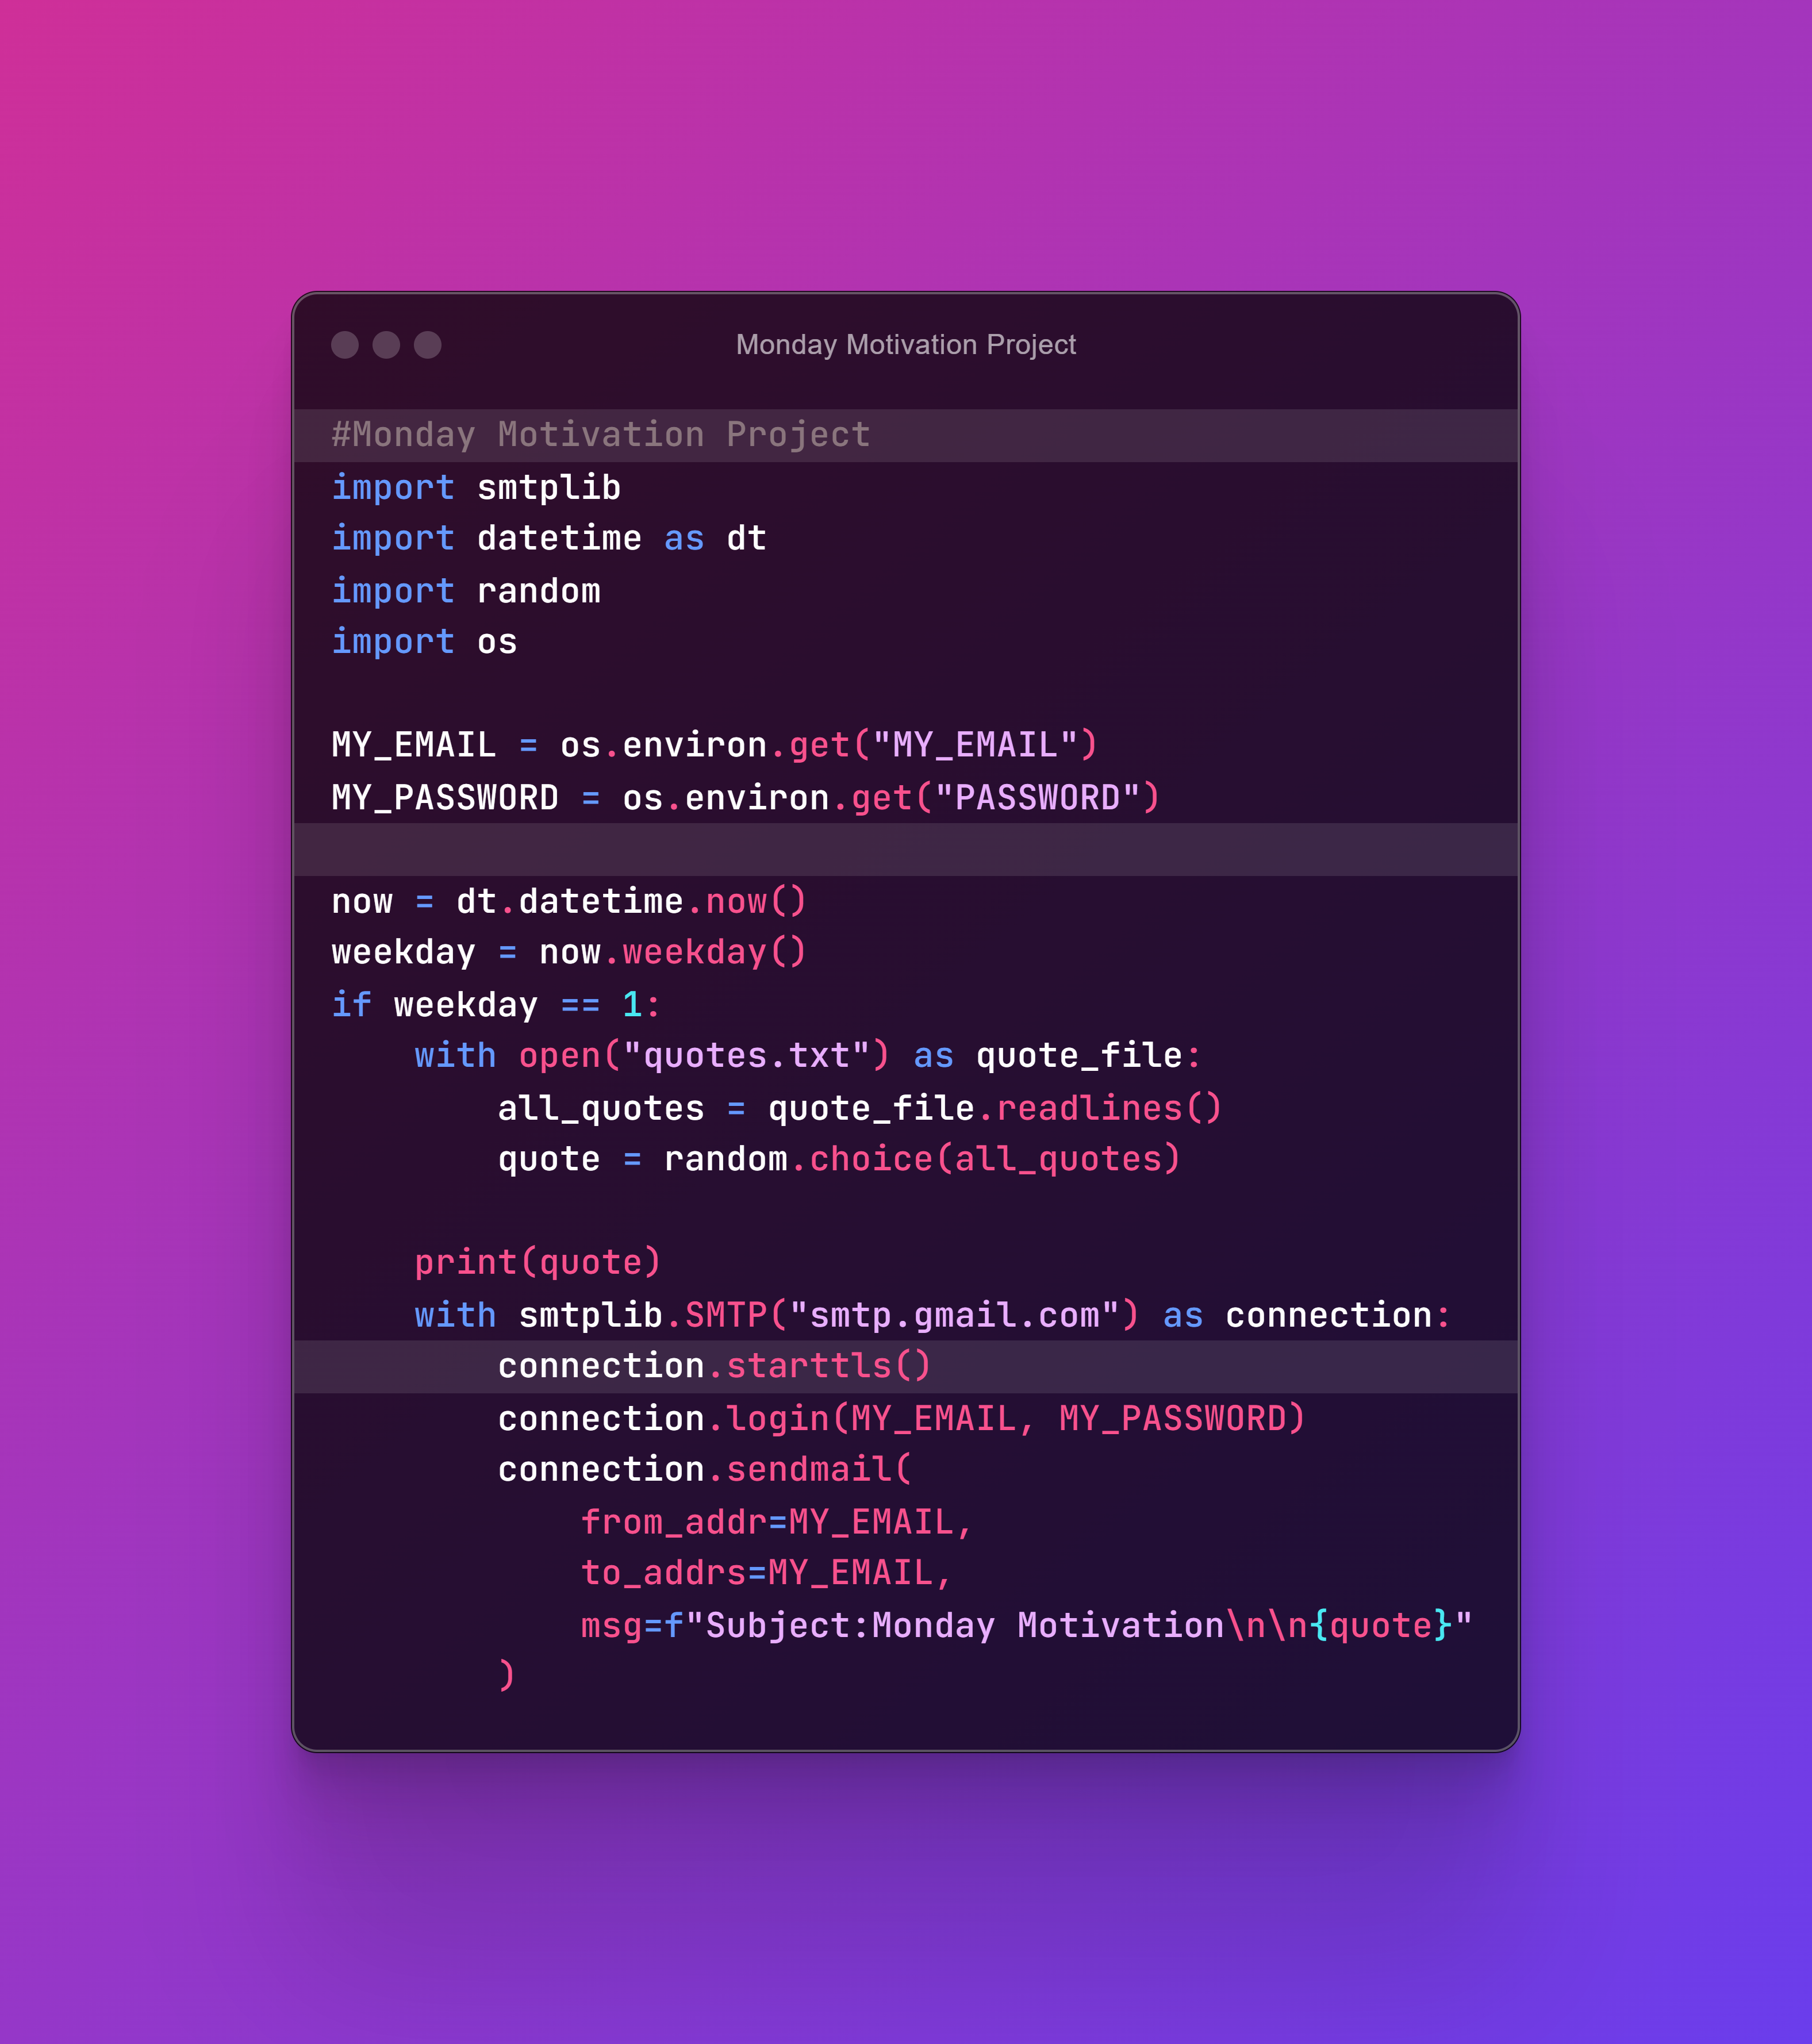 Monday Motivation Project
#Monday Motivation Project
import smtplib
import datetime as dt
import random
import os

MY_EMAIL = os.environ.get("MY_EMAIL")
MY_PASSWORD = os.environ.get("PASSWORD")

now = dt.datetime.now()
weekday = now.weekday()
if weekday == 1:
    with open("quotes.txt") as quote_file:
        all_quotes = quote_file.readlines()
        quote = random.choice(all_quotes)

    print(quote)
    with smtplib.SMTP("smtp.gmail.com") as connection:
        connection.starttls()
        connection.login(MY_EMAIL, MY_PASSWORD)
        connection.sendmail(
            from_addr=MY_EMAIL,
            to_addrs=MY_EMAIL,
            msg=f"Subject:Monday Motivation\n\n{quote}"
        )